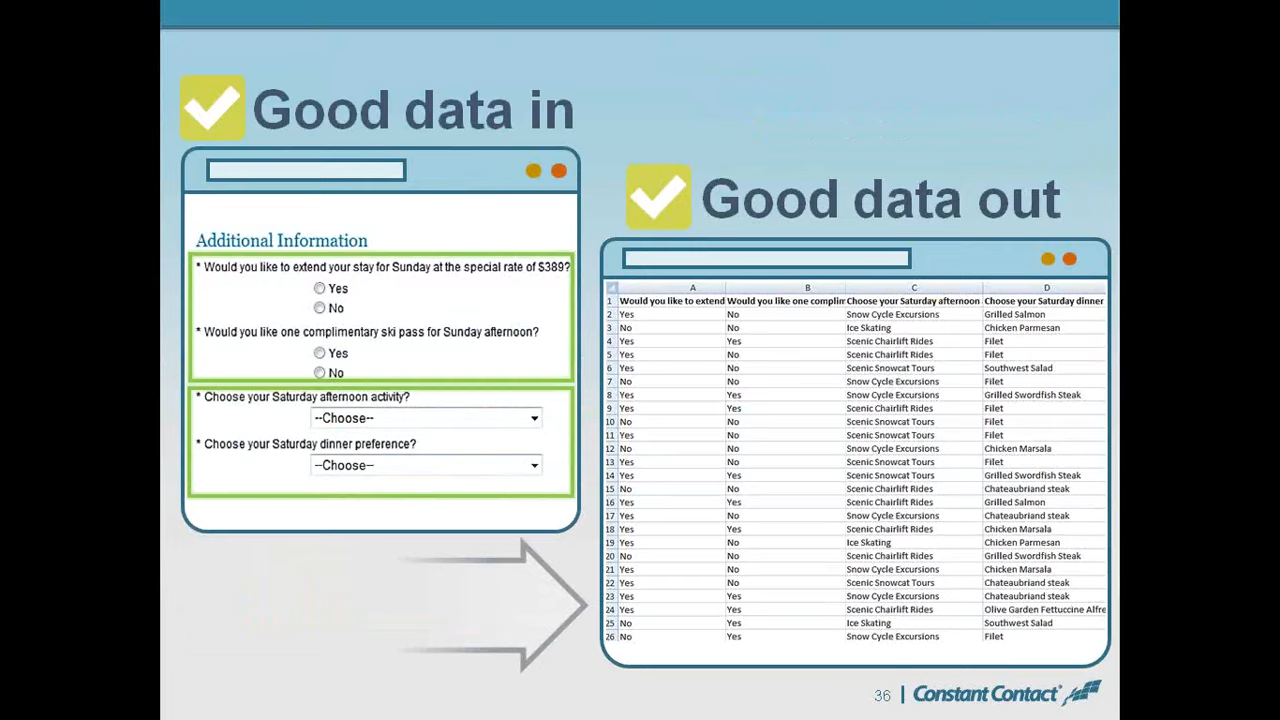 Good data in
Additional Information
* Would you like to extend your stay for Sunday at the special rate of $389?
Yes
No
* Would you like one complimentary ski pass for Sunday afternoon?
Yes
No
* Choose your Saturday afternoon activity?
--Choose--
* Choose your Saturday dinner preference?
--Choose--
Good data out
A B C D
1 Would you like to extend Would you like one complim Choose your Saturday afternoon Choose your Saturday dinner
2 Yes No Snow Cycle Excursions Grilled Salmon
3 No No Ice Skating Chicken Parmesan
4 Yes Yes Scenic Chairlift Rides Filet
5 Yes No Scenic Chairlift Rides Filet
6 Yes No Scenic Snowcat Tours Southwest Salad
7 No No Snow Cycle Excursions Filet
8 Yes Yes Snow Cycle Excursions Grilled Swordfish Steak
9 Yes Yes Scenic Chairlift Rides Filet
10 No No Scenic Snowcat Tours Filet
11 Yes No Scenic Snowcat Tours Filet
12 No No Snow Cycle Excursions Chicken Marsala
13 Yes No Scenic Snowcat Tours Filet
14 Yes Yes Scenic Snowcat Tours Grilled Swordfish Steak
15 No No Scenic Chairlift Rides Chateaubriand steak
16 Yes Yes Scenic Chairlift Rides Grilled Salmon
17 Yes No Snow Cycle Excursions Chateaubriand steak
18 Yes Yes Scenic Chairlift Rides Chicken Marsala
19 Yes No Ice Skating Chicken Parmesan
20 No No Scenic Chairlift Rides Grilled Swordfish Steak
21 Yes No Snow Cycle Excursions Chicken Marsala
22 Yes No Scenic Snowcat Tours Chateaubriand steak
23 Yes Yes Snow Cycle Excursions Chateaubriand steak
24 Yes Yes Scenic Chairlift Rides Olive Garden Fettuccine Alfre
25 No Yes Ice Skating Southwest Salad
26 No Yes Snow Cycle Excursions Filet
36 | Constant Contact